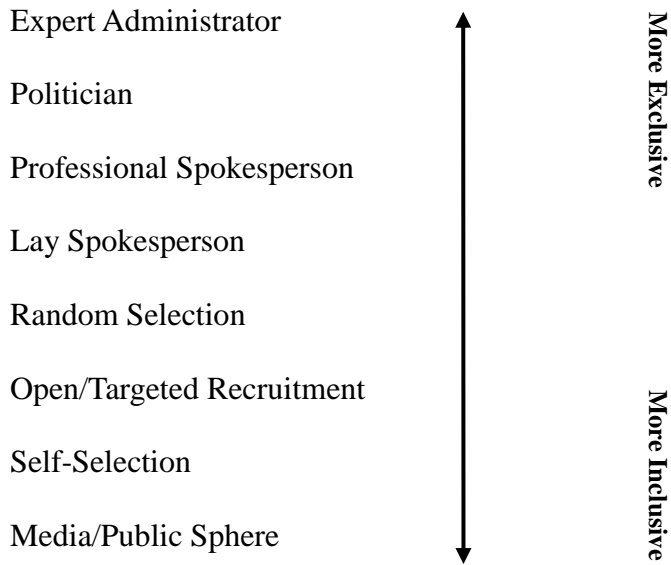 Expert Administrator
Politician
Professional Spokesperson
Lay Spokesperson
Random Selection
Open/Targeted Recruitment
Self-Selection
Media/Public Sphere
More Exclusive
More Inclusive